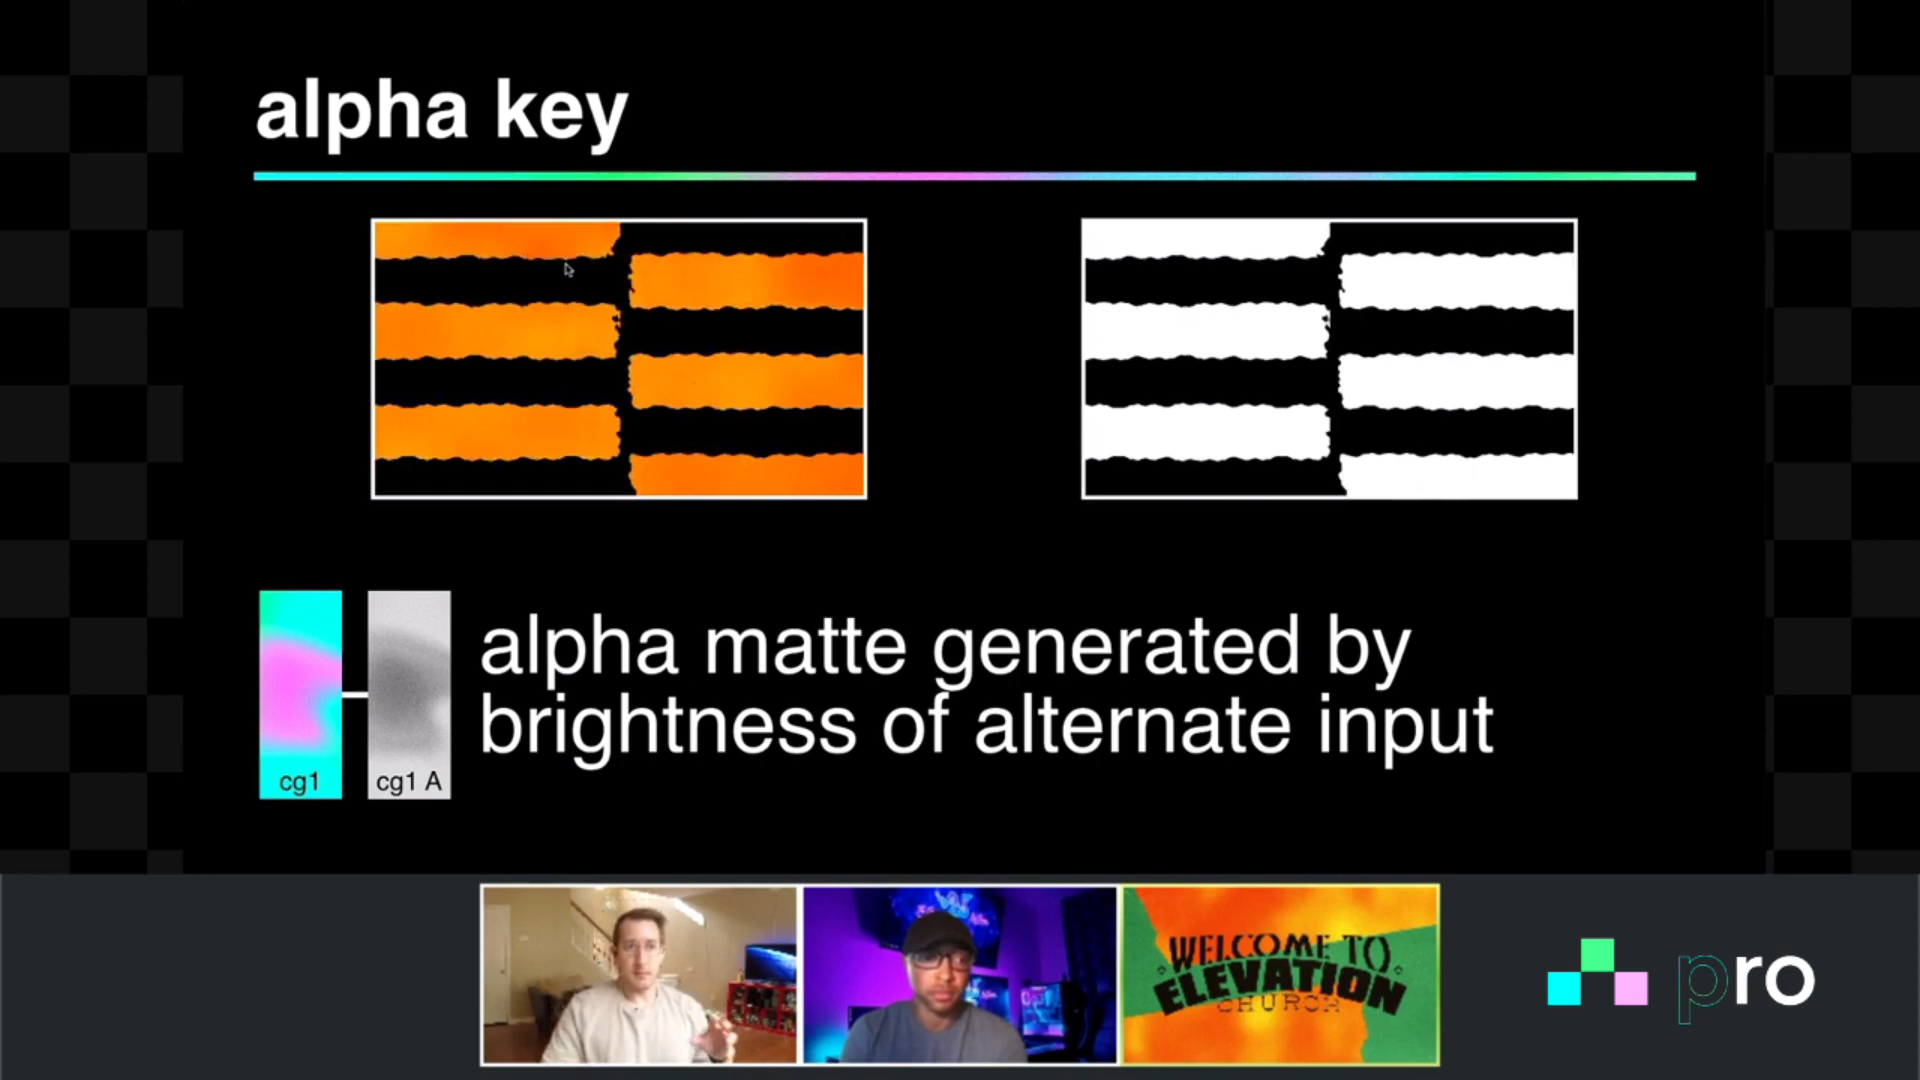 alpha key
alpha matte generated by
brightness of alternate input
cg1
cg1 A
WELCOME TO
ELEVATION
CHURCH
pro